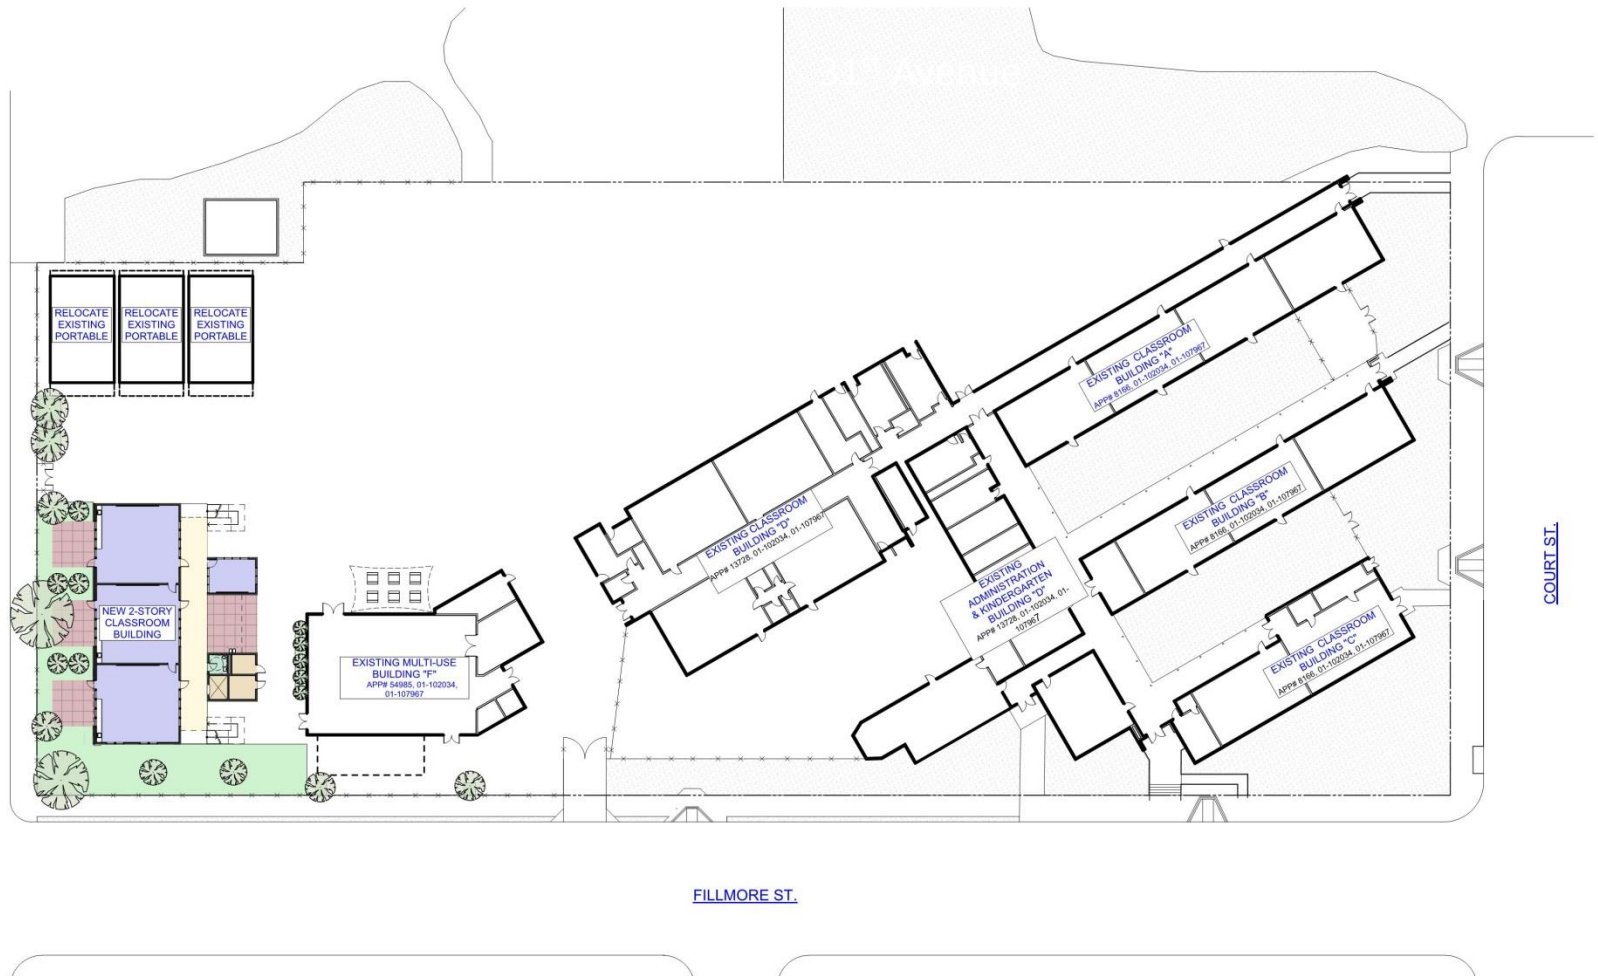 31st Avenue
RELOCATE
EXISTING
PORTABLE
RELOCATE
EXISTING
PORTABLE
RELOCATE
EXISTING
PORTABLE
EXISTING CLASSROOM
BUILDING "A"
APP# 8166, 01-102034, 01-107967
EXISTING CLASSROOM
BUILDING "B"
APP# 8166, 01-102034, 01-107967
EXISTING CLASSROOM
BUILDING "D"
APP# 13728, 01-102034, 01-107967
COURT ST.
EXISTING
ADMINISTRATION
& KINDERGARTEN
BUILDING "D"
APP# 13728, 01-102034, 01-
107967
NEW 2-STORY
CLASSROOM
BUILDING
EXISTING CLASSROOM
BUILDING "C"
APP# 8166, 01-102034, 01-107967
EXISTING MULTI-USE
BUILDING "F"
APP# 54985, 01-102034,
01-107967
FILLMORE ST.